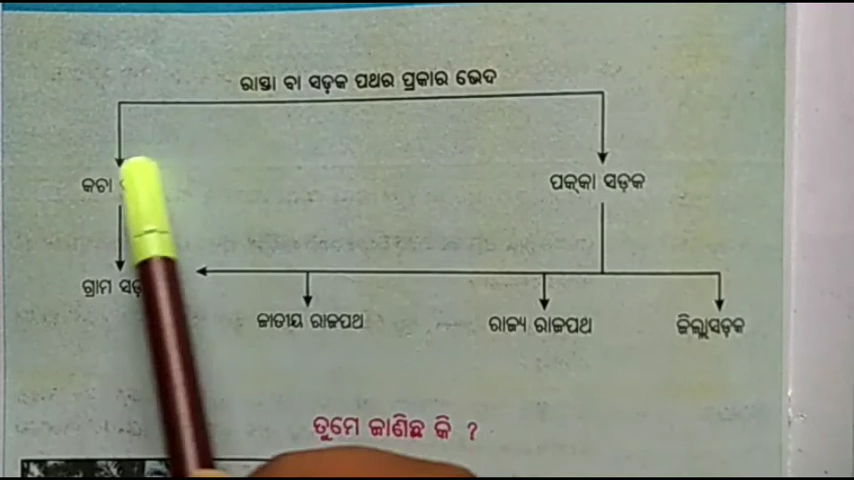 ରାସ୍ତା ବା ସଡ଼କ ପଥର ପ୍ରକାର ଭେଦ
କଚା
ପକ୍କା ସଡ଼କ
ଗ୍ରାମ
ଜାତୀୟ ରାଜପଥ
ରାଜ୍ୟ ରାଜପଥ
ଜିଲ୍ଲାସଡ଼କ
ତୁମେ ଜାଣିଛ କି ?